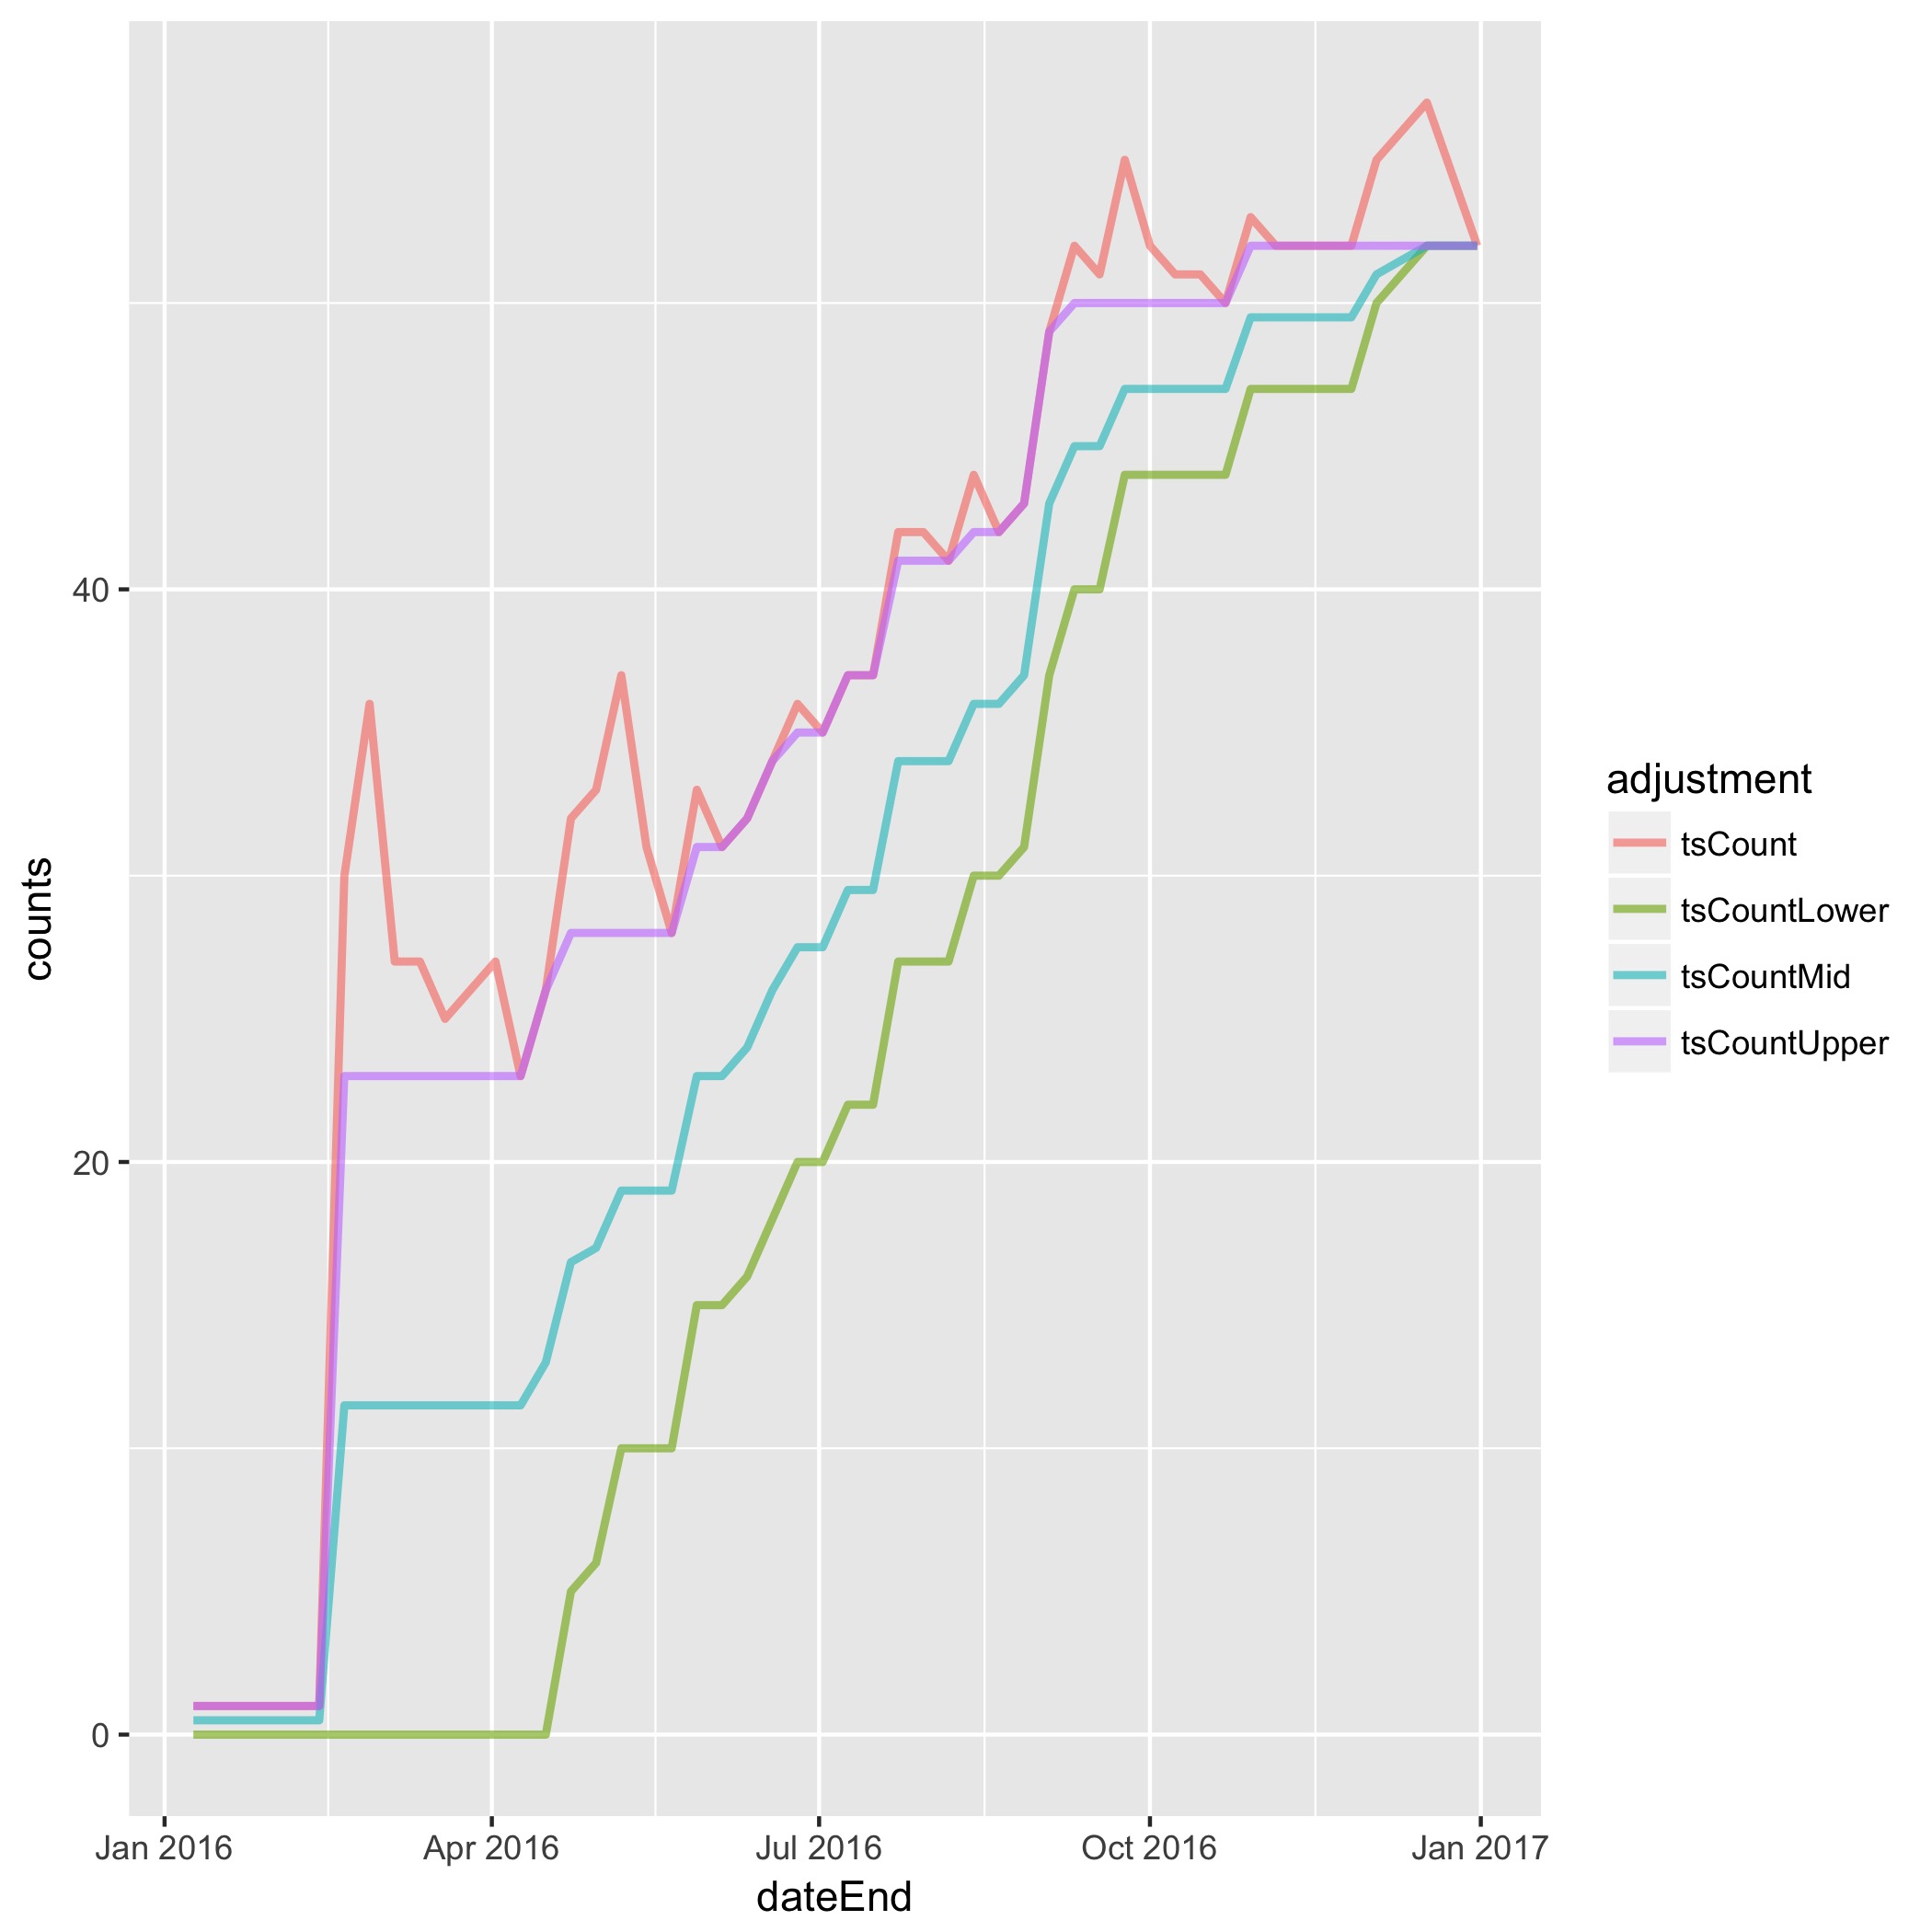 counts
40
20
0
Jan 2016
Apr 2016
Jul 2016
Oct 2016
Jan 2017
dateEnd
adjustment
tsCount
tsCountLower
tsCountMid
tsCountUpper